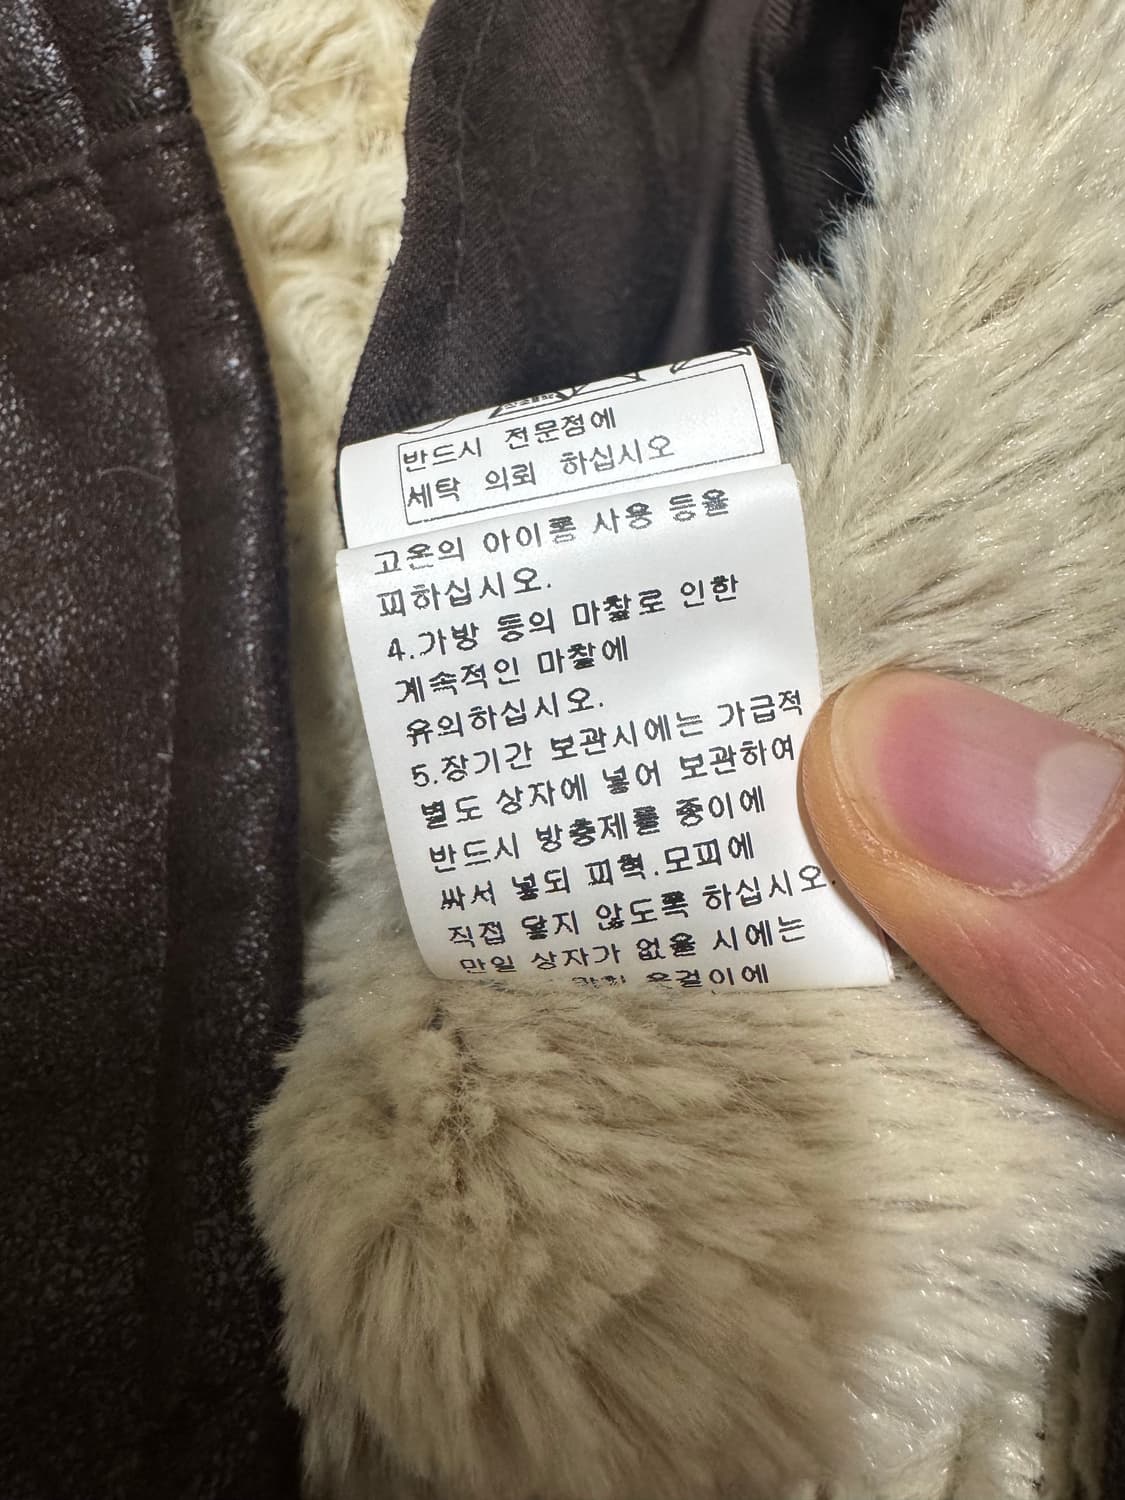 반드시 전문점에
세탁 의뢰 하십시오
고온의 아이롱 사용 등을
피하십시오.
4.가방 등의 마찰로 인한
계속적인 마찰에
유의하십시오.
5.장기간 보관시에는 가급적
별도 상자에 넣어 보관하여
반드시 방충제를 종이에
싸서 넣되 피혁.모피에
직접 닿지 않도록 하십시오.
만일 상자가 없을 시에는
옷걸이에